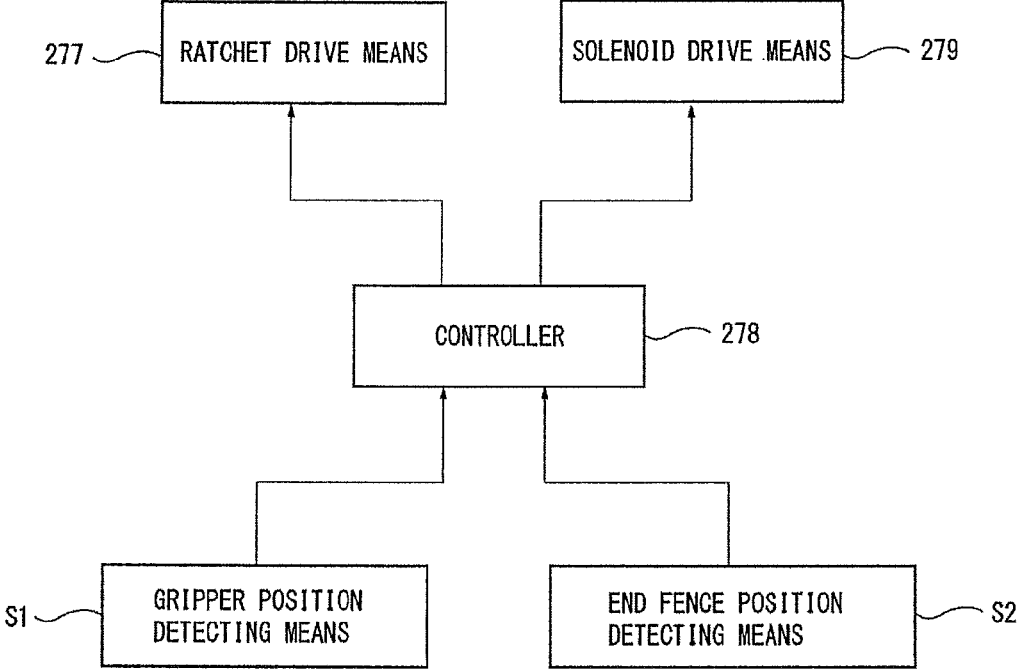 277
RATCHET DRIVE MEANS
SOLENOID DRIVE MEANS
279
CONTROLLER
278
S1
GRIPPER POSITION
DETECTING MEANS
END FENCE POSITION
DETECTING MEANS
S2